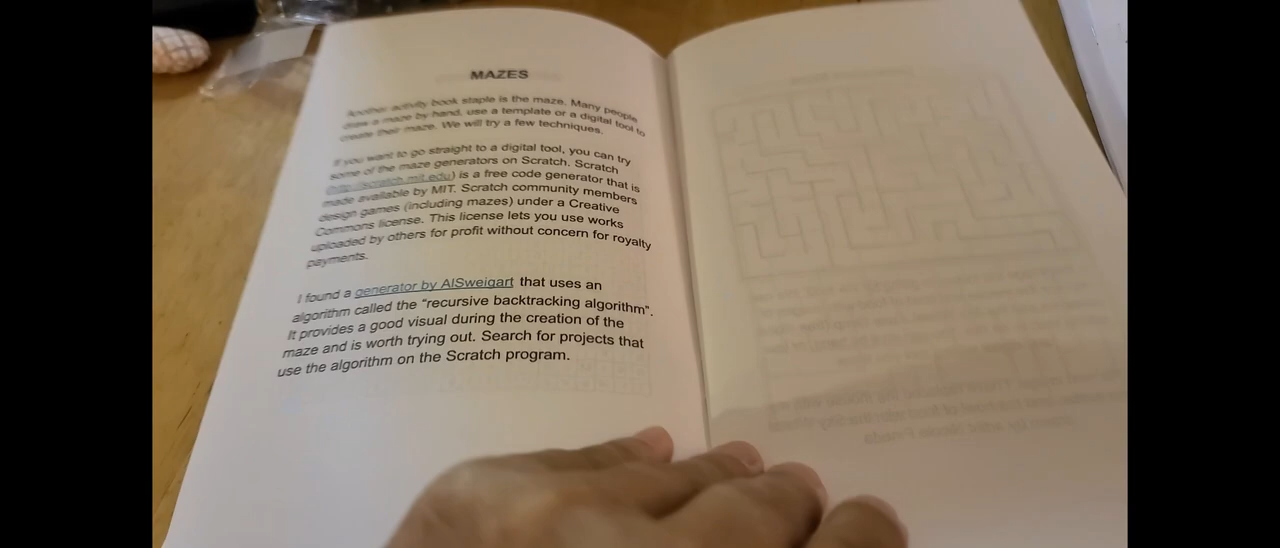 MAZES
Another activity book staple is the maze. Many people
draw a maze by hand, use a template or a digital tool to
create their maze. We will try a few techniques.
If you want to go straight to a digital tool, you can try
some of the maze generators on Scratch. Scratch
(http://scratch.mit.edu) is a free code generator that is
made available by MIT. Scratch community members
design games (including mazes) under a Creative
Commons license. This license lets you use works
uploaded by others for profit without concern for royalty
payments.
I found a generator by AlSweigart that uses an
algorithm called the "recursive backtracking algorithm".
It provides a good visual during the creation of the
maze and is worth trying out. Search for projects that
use the algorithm on the Scratch program.